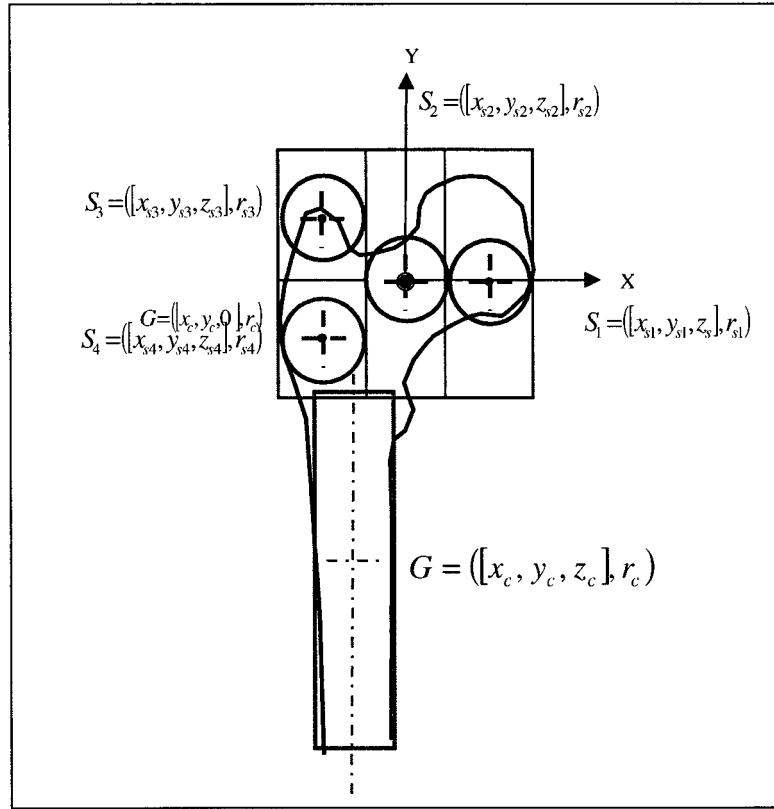 Y
S₂ =([x_{s2}, y_{s2}, z_{s2}], r_{s2})
S₃ =([x_{s3}, y_{s3}, z_{s3}], r_{s3})
X
G=([x_c, y_c, 0], r_c)
S₁ =([x_{s1}, y_{s1}, z_s], r_{s1})
S₄ =([x_{s4}, y_{s4}, z_{s4}], r_{s4})
G = ([x_c, y_c, z_c], r_c)